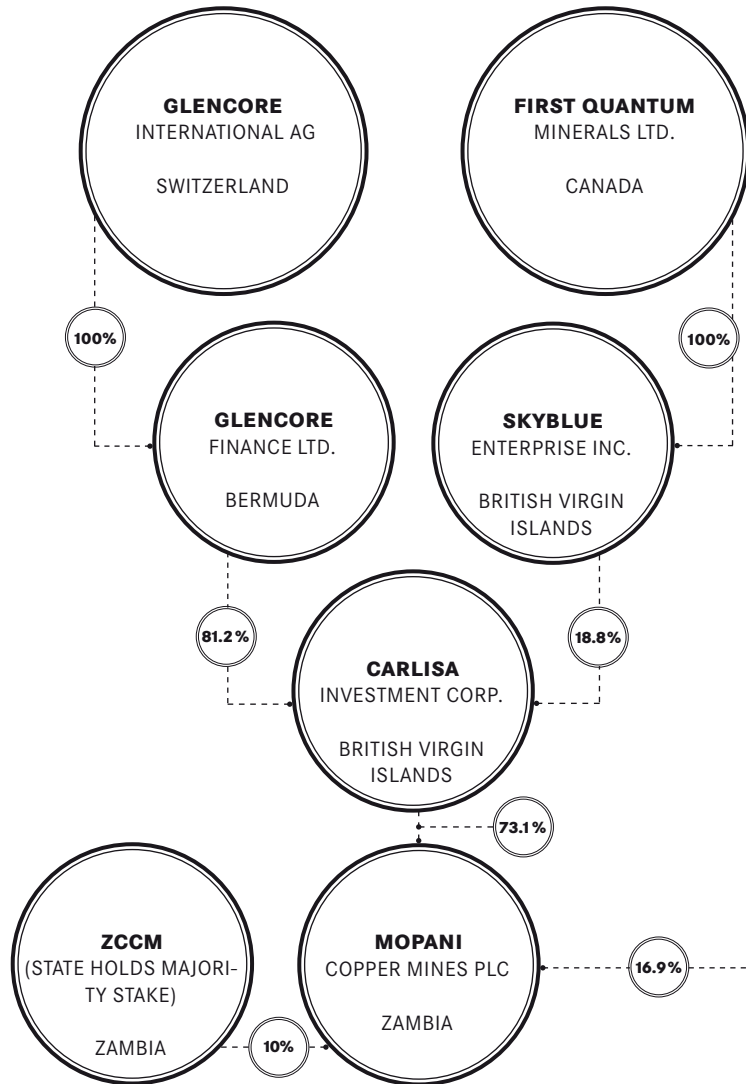 GLENCORE
INTERNATIONAL AG
SWITZERLAND
FIRST QUANTUM
MINERALS LTD.
CANADA
100%
100%
GLENCORE
FINANCE LTD.
BERMUDA
SKYBLUE
ENTERPRISE INC.
BRITISH VIRGIN
ISLANDS
81.2%
18.8%
CARLISA
INVESTMENT CORP.
BRITISH VIRGIN
ISLANDS
73.1%
ZCCM
(STATE HOLDS MAJORI-
TY STAKE)
ZAMBIA
10%
MOPANI
COPPER MINES PLC
ZAMBIA
16.9%